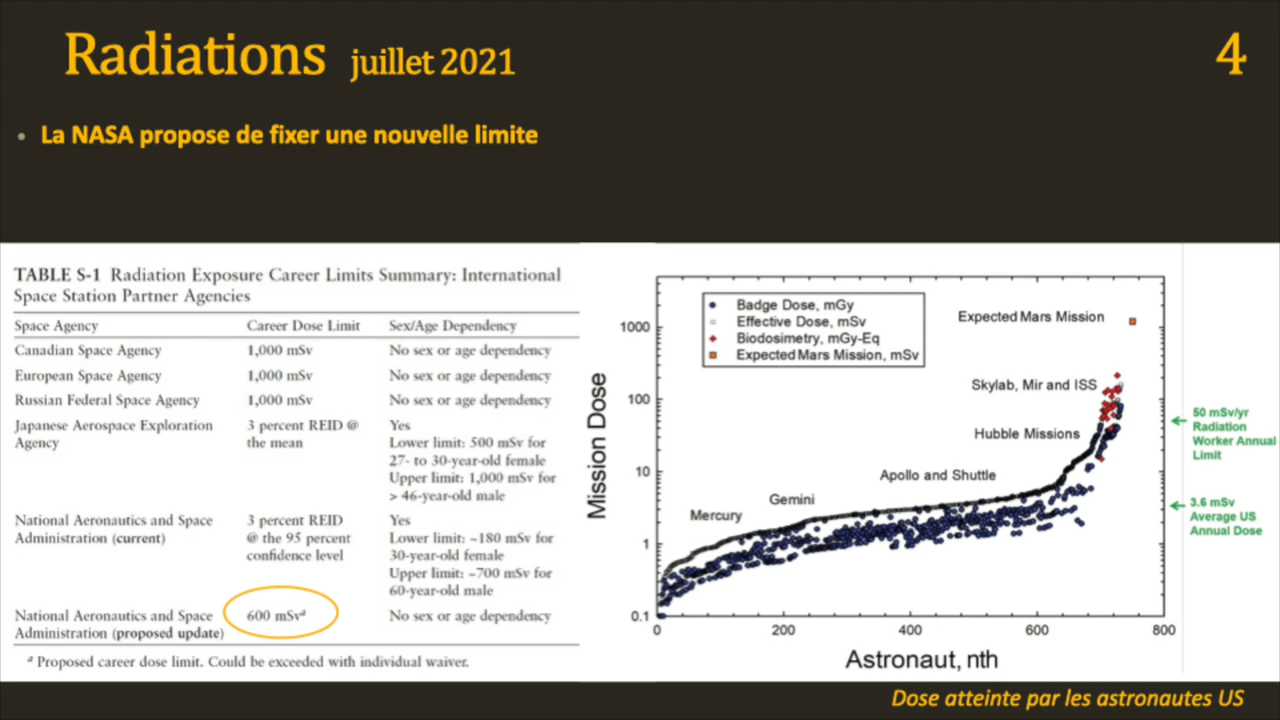 Radiations juillet 2021
4
• La NASA propose de fixer une nouvelle limite
TABLE S-1 Radiation Exposure Career Limits Summary: International
Space Station Partner Agencies
Space Agency Career Dose Limit Sex/Age Dependency
Canadian Space Agency 1,000 mSv No sex or age dependency
European Space Agency 1,000 mSv No sex or age dependency
Russian Federal Space Agency 1,000 mSv No sex or age dependency
Japanese Aerospace Exploration 3 percent REID @ Yes
Agency the mean Lower limit: 500 mSv for
27- to 30-year-old female
Upper limit: 1,000 mSv for
> 46-year-old male
National Aeronautics and Space 3 percent REID Yes
Administration (current) @ the 95 percent Lower limit: ~180 mSv for
confidence level 30-year-old female
Upper limit: ~700 mSv for
60-year-old male
National Aeronautics and Space 600 mSvᵃ No sex or age dependency
Administration (proposed update)
ᵃ Proposed career dose limit. Could be exceeded with individual waiver.
Mission Dose
1000
100
10
1
0.1
Badge Dose, mGy
Effective Dose, mSv
Biodosimetry, mGy-Eq
Expected Mars Mission, mSv
Expected Mars Mission
Skylab, Mir and ISS
Hubble Missions
Apollo and Shuttle
Gemini
Mercury
0 200 400 600 800
Astronaut, nth
50 mSv/yr
Radiation
Worker Annual
Limit
3.6 mSv
Average US
Annual Dose
Dose atteinte par les astronautes US